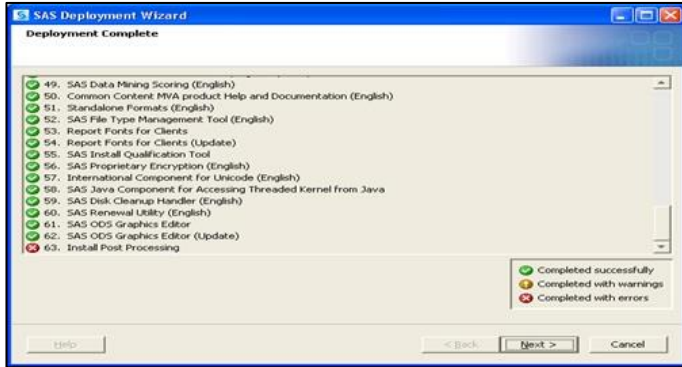 SAS Deployment Wizard
Deployment Complete
49. SAS Data Mining Scoring (English)
50. Common Content MVA product Help and Documentation (English)
51. Standalone Formats (English)
52. SAS File Type Management Tool (English)
53. Report Fonts for Clients
54. Report Fonts for Clients (Update)
55. SAS Install Qualification Tool
56. SAS Proprietary Encryption (English)
57. International Component for Unicode (English)
58. SAS Java Component for Accessing Threaded Kernel from Java
59. SAS Disk Cleanup Handler (English)
60. SAS Renewal Utility (English)
61. SAS ODS Graphics Editor
62. SAS ODS Graphics Editor (Update)
63. Install Post Processing
Completed successfully
Completed with warnings
Completed with errors
Help < Back Next > Cancel